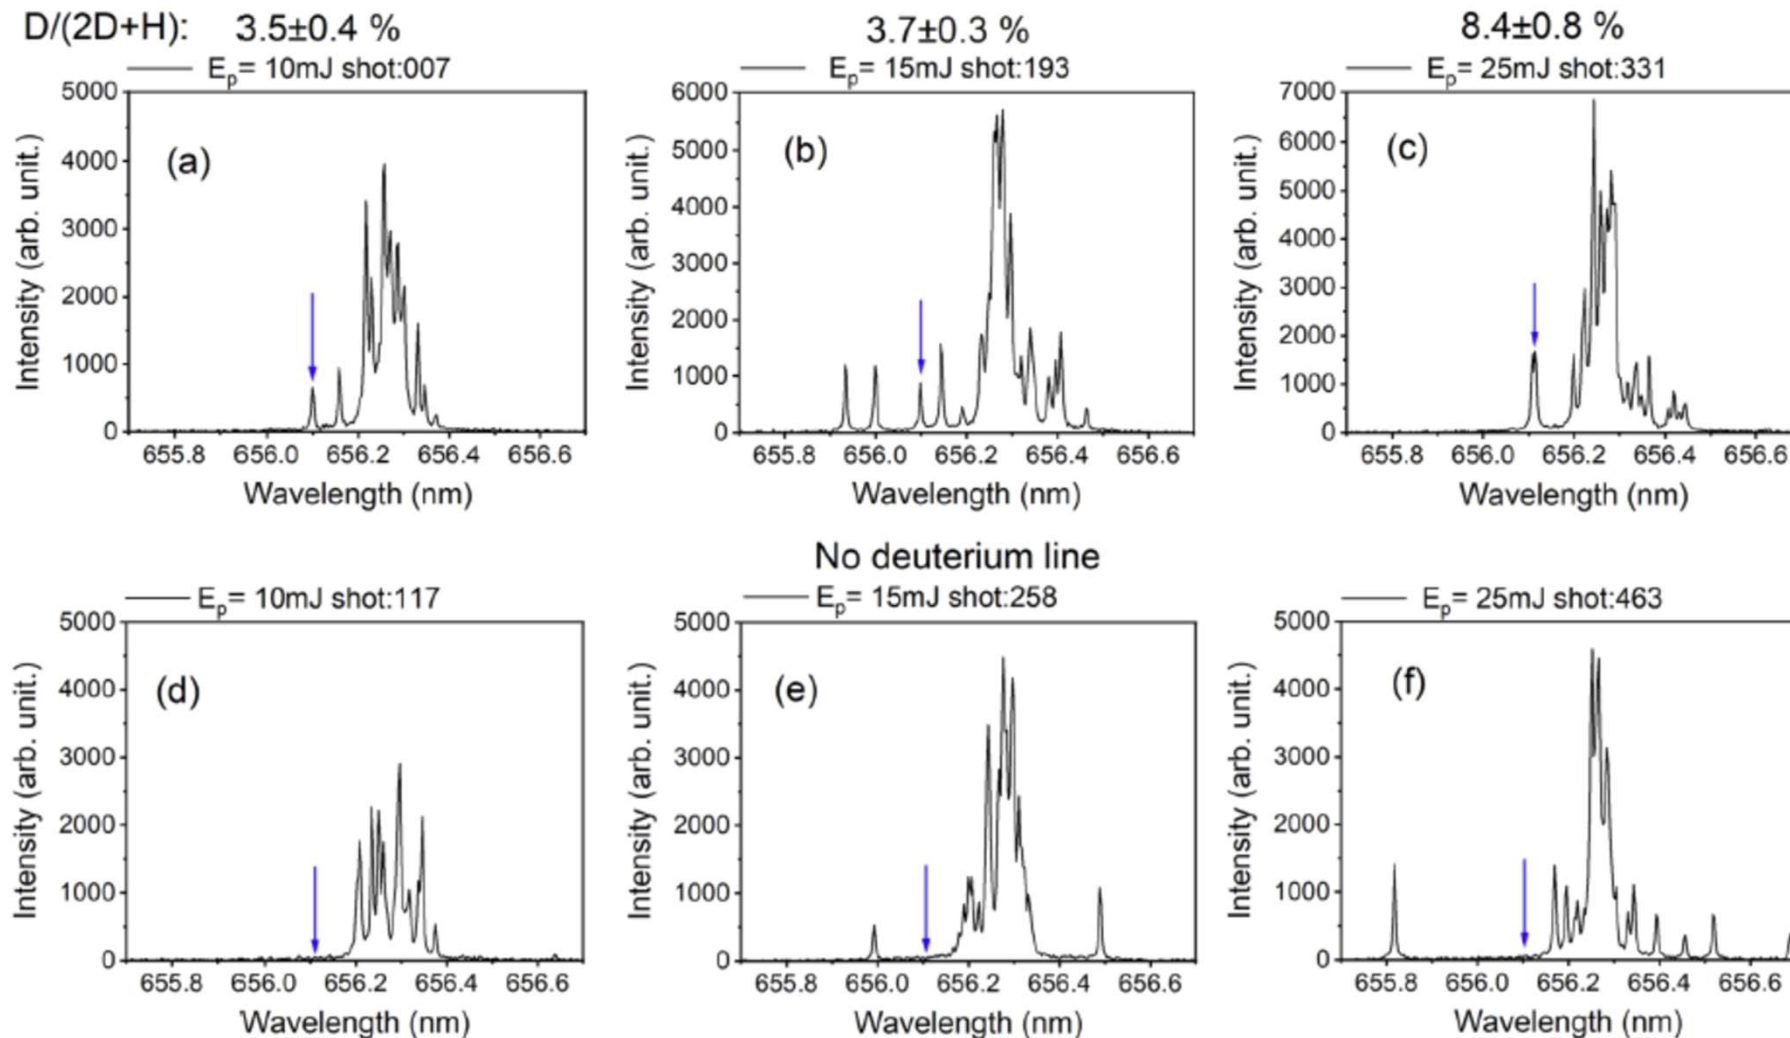 D/(2D+H): 3.5±0.4 % 3.7±0.3 % 8.4±0.8 %
Ep= 10mJ shot:007
5000
4000
3000
2000
1000
0
Intensity (arb. unit.)
(a)
655.8 656.0 656.2 656.4 656.6
Wavelength (nm)
Ep= 15mJ shot:193
6000
5000
4000
3000
2000
1000
0
Intensity (arb. unit.)
(b)
655.8 656.0 656.2 656.4 656.6
Wavelength (nm)
Ep= 25mJ shot:331
7000
6000
5000
4000
3000
2000
1000
0
Intensity (arb. unit.)
(c)
655.8 656.0 656.2 656.4 656.6
Wavelength (nm)
No deuterium line
Ep= 10mJ shot:117
5000
4000
3000
2000
1000
0
Intensity (arb. unit.)
(d)
655.8 656.0 656.2 656.4 656.6
Wavelength (nm)
Ep= 15mJ shot:258
5000
4000
3000
2000
1000
0
Intensity (arb. unit.)
(e)
655.8 656.0 656.2 656.4 656.6
Wavelength (nm)
Ep= 25mJ shot:463
5000
4000
3000
2000
1000
0
Intensity (arb. unit.)
(f)
655.8 656.0 656.2 656.4 656.6
Wavelength (nm)